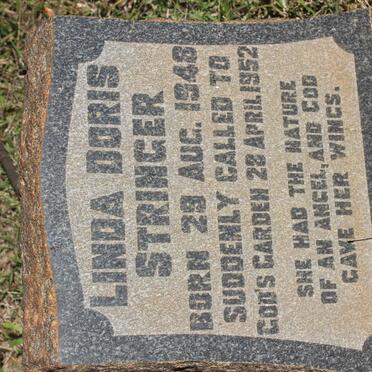 LINDA DORIS
STRINGER
BORN 29 AUG. 1948
SUDDENLY CALLED TO
GOD'S GARDEN 28 APRIL 1952
SHE HAD THE NATURE
OF AN ANGEL, AND GOD
GAVE HER WINGS.